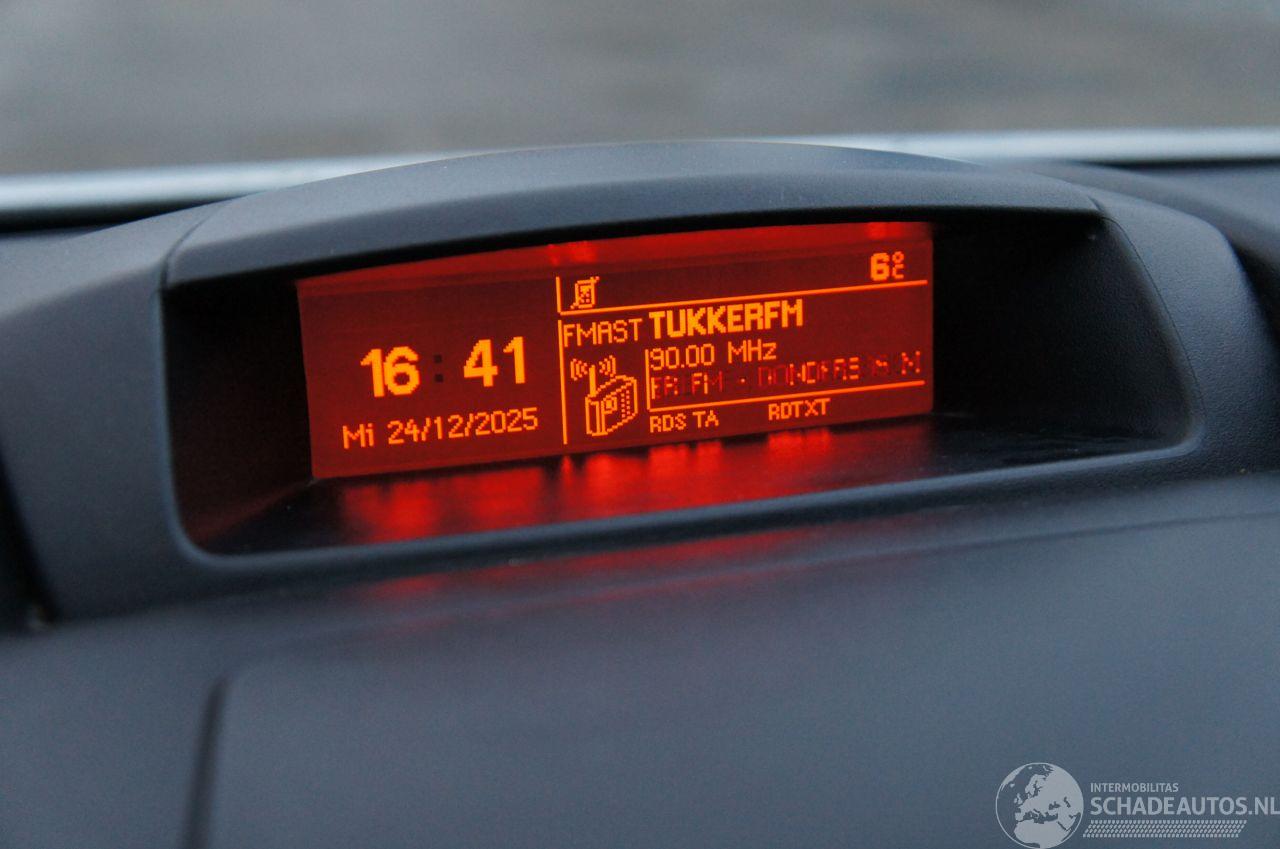 6°C
16:41
Mi 24/12/2025
FMAST TUKKERFM
90.00 MHz
RDS TA RDTXT
INTERMOBILITAS
SCHADEAUTOS.NL